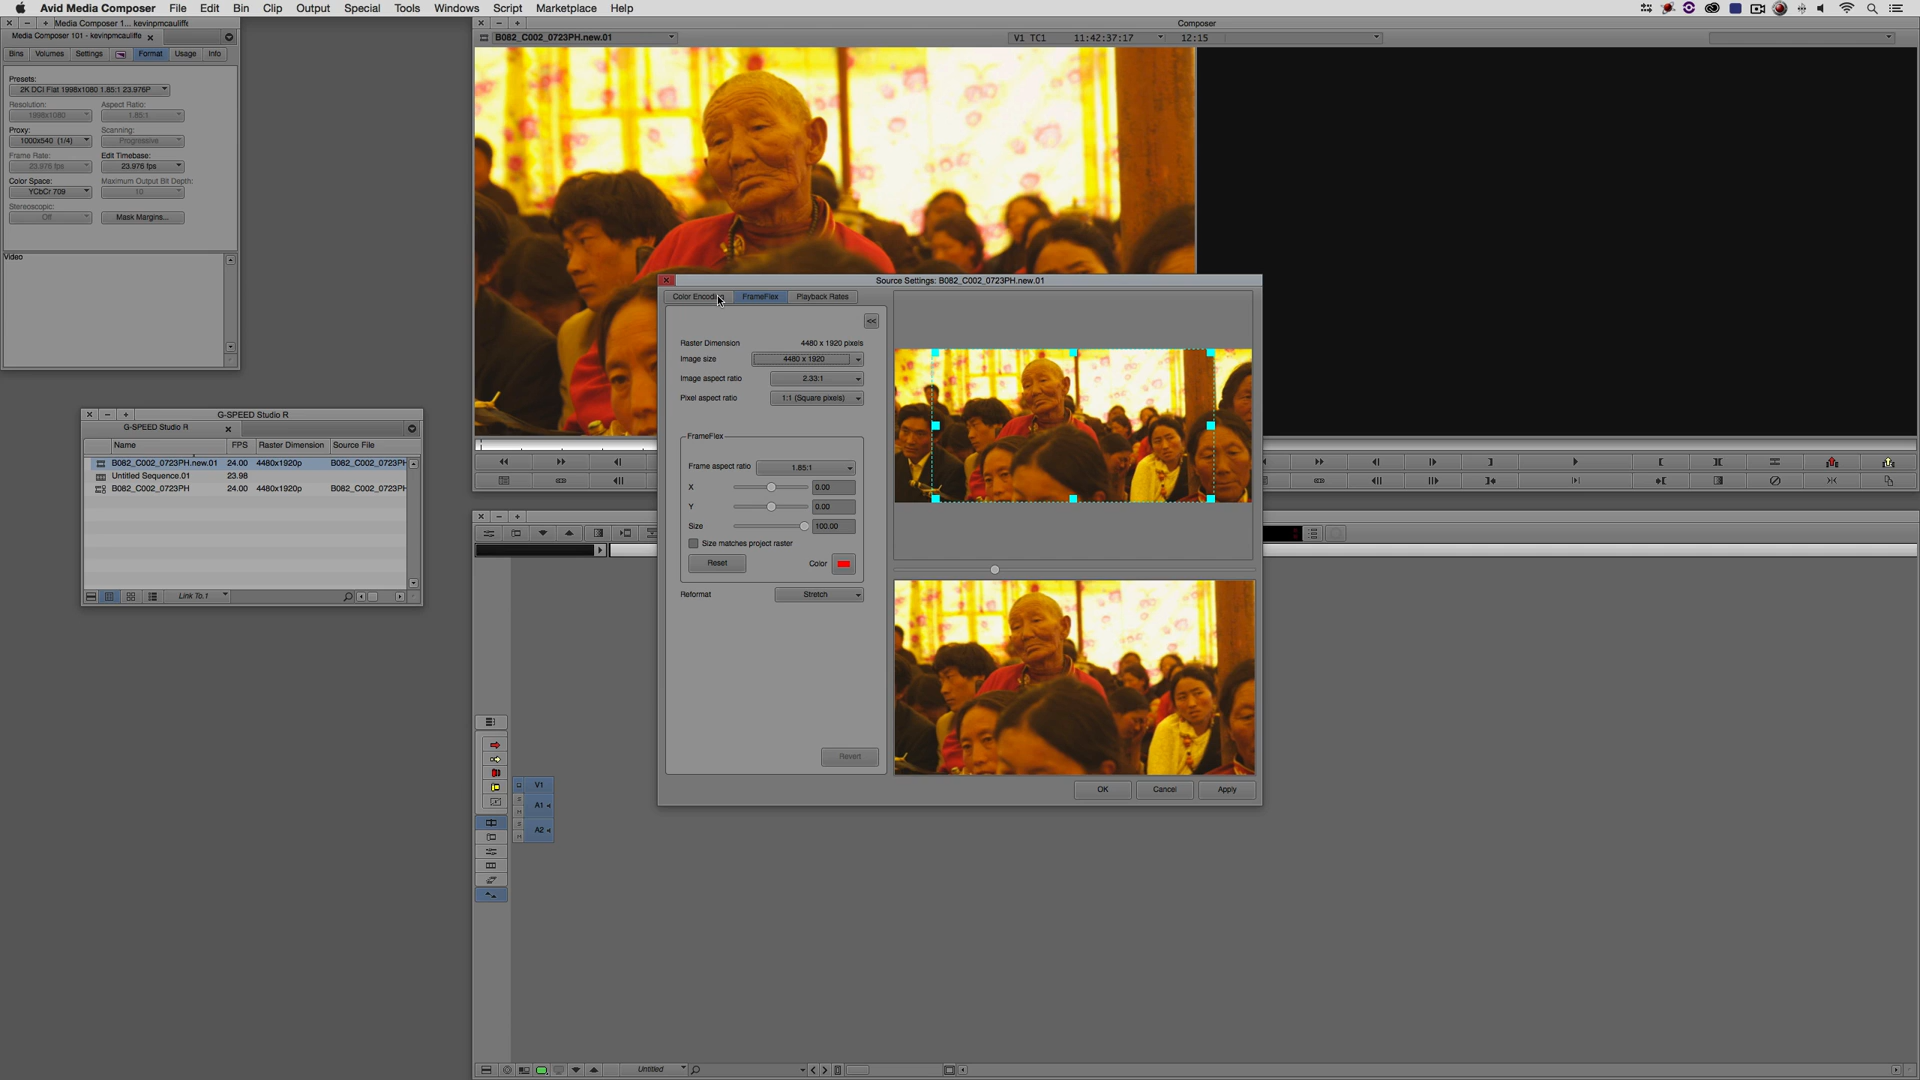 Avid Media Composer File Edit Bin Clip Output Special Tools Windows Script Marketplace Help
Media Composer 1... kevinpmcauliffe
Media Composer 101 - kevinpmcauliffe
Bins Volumes Settings Format Usage Info
Presets:
2K DCI Flat 1998x1080 1.85:1 23.976P
Resolution: Aspect Ratio:
1998x1080 1.85:1
Proxy: Scanning:
1000x540 (1/4) Progressive
Frame Rate: Edit Timebase:
23.976 fps 23.976 fps
Color Space: Maximum Output Bit Depth:
YCbCr 709 10
Stereoscopic:
Off Mask Margins...
Video
G-SPEED Studio R
G-SPEED Studio R
Name FPS Raster Dimension Source File
B082_C002_0723PH.new.01 24.00 4480x1920p B082_C002_0723PH
Untitled Sequence.01 23.98
B082_C002_0723PH 24.00 4480x1920p B082_C002_0723PH
Link To.1
Composer
B082_C002_0723PH.new.01 V1 TC1 11:42:37:17 12:15
Source Settings: B082_C002_0723PH.new.01
Color Encoding FrameFlex Playback Rates
<<
Raster Dimension 4480 x 1920 pixels
Image size 4480 x 1920
Image aspect ratio 2.33:1
Pixel aspect ratio 1:1 (Square pixels)
FrameFlex
Frame aspect ratio 1.85:1
X 0.00
Y 0.00
Size 100.00
Size matches project raster
Reset Color
Reformat Stretch
Revert
OK Cancel Apply
V1
A1
A2
Untitled